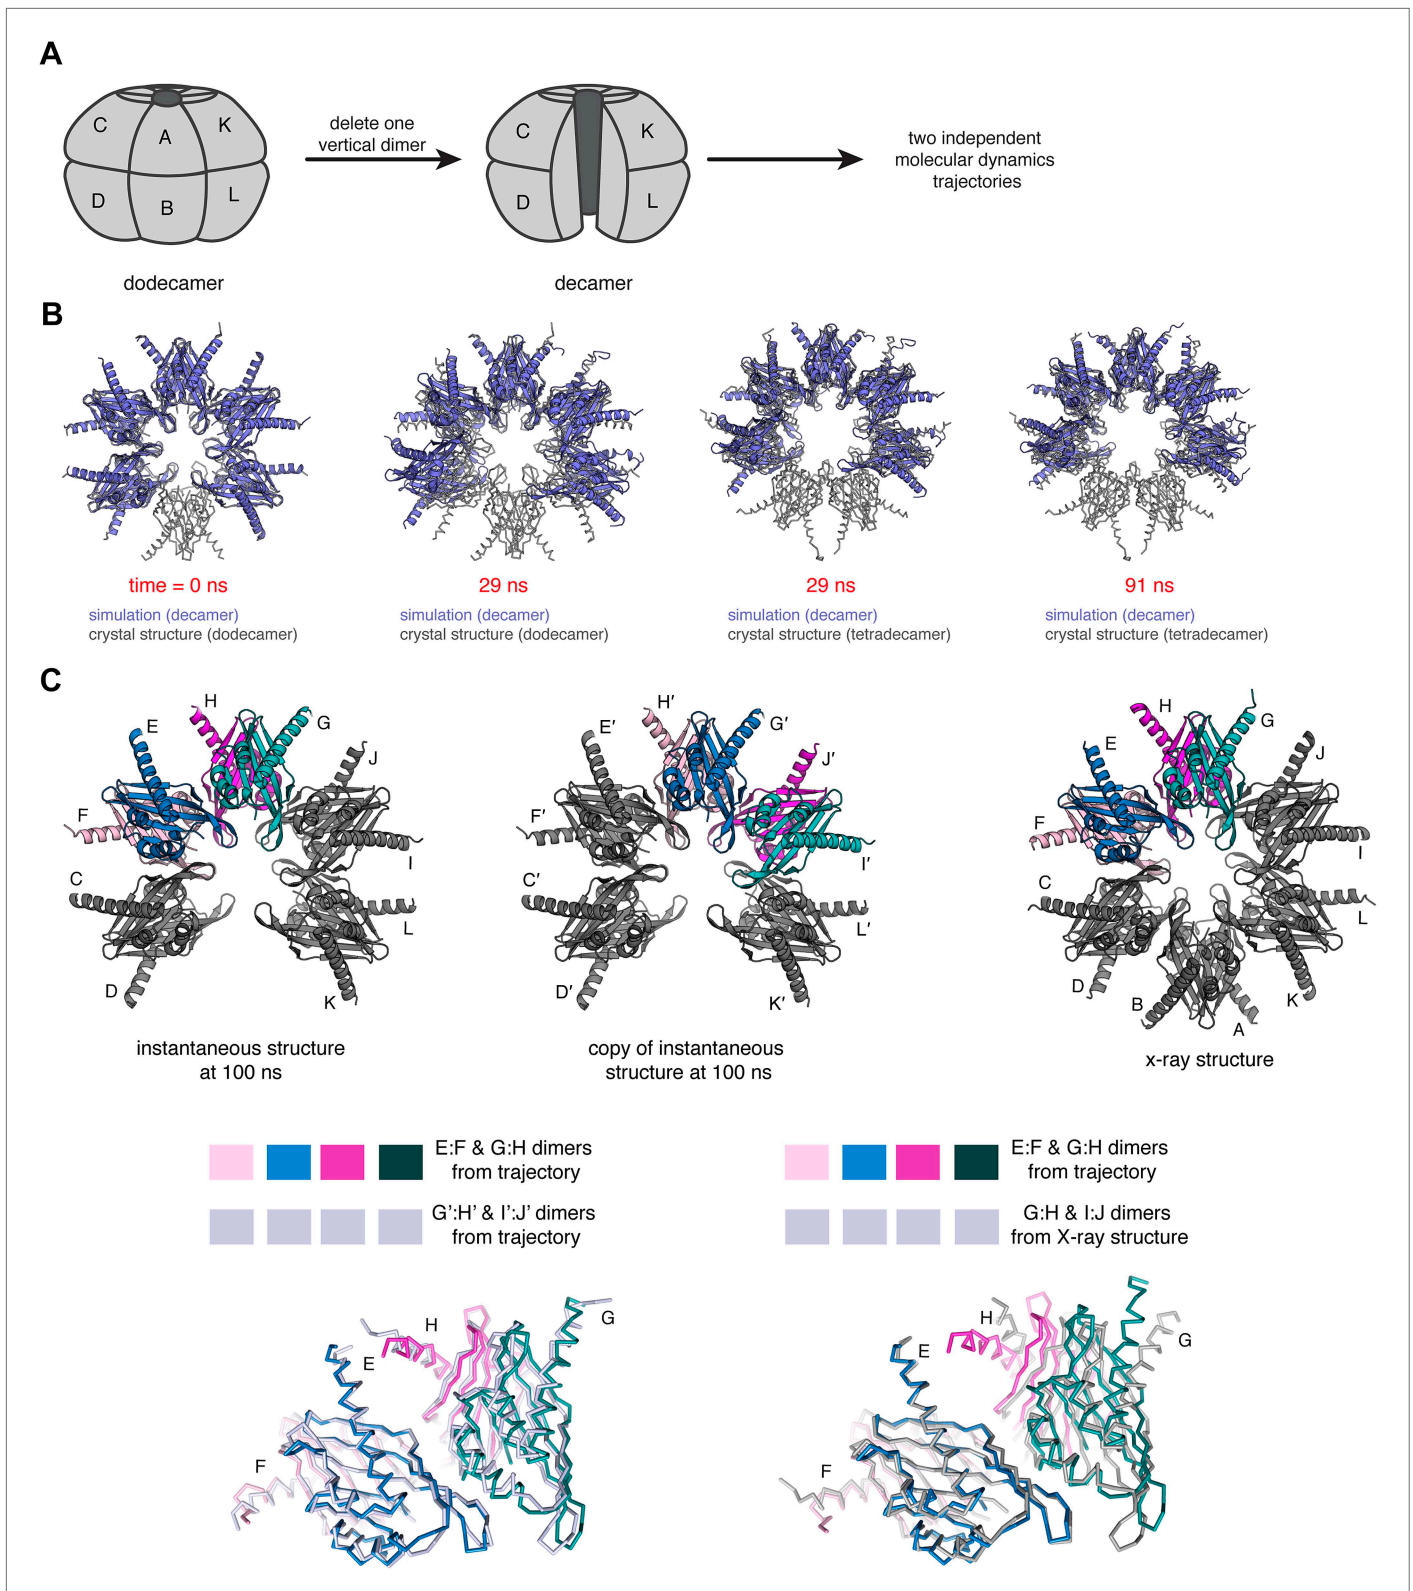 A
C
A
K
D
B
L
dodecamer
delete one
vertical dimer
C
K
D
L
decamer
two independent
molecular dynamics
trajectories
B
time = 0 ns
simulation (decamer)
crystal structure (dodecamer)
29 ns
simulation (decamer)
crystal structure (dodecamer)
29 ns
simulation (decamer)
crystal structure (tetradecamer)
91 ns
simulation (decamer)
crystal structure (tetradecamer)
C
H
G
E
J
F
I
C
L
D
K
instantaneous structure
at 100 ns
H′
G′
E′
J′
F′
I′
C′
L′
D′
K′
copy of instantaneous
structure at 100 ns
H
G
E
J
F
I
C
L
D
K
B
A
x-ray structure
E:F & G:H dimers
from trajectory
G’:H’ & I’:J’ dimers
from trajectory
E:F & G:H dimers
from trajectory
G:H & I:J dimers
from X-ray structure
H
G
E
F
H
G
E
F